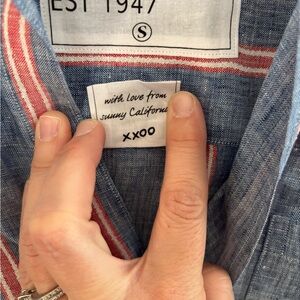 EST 1947
S
with love from
sunny Californ
xxoo